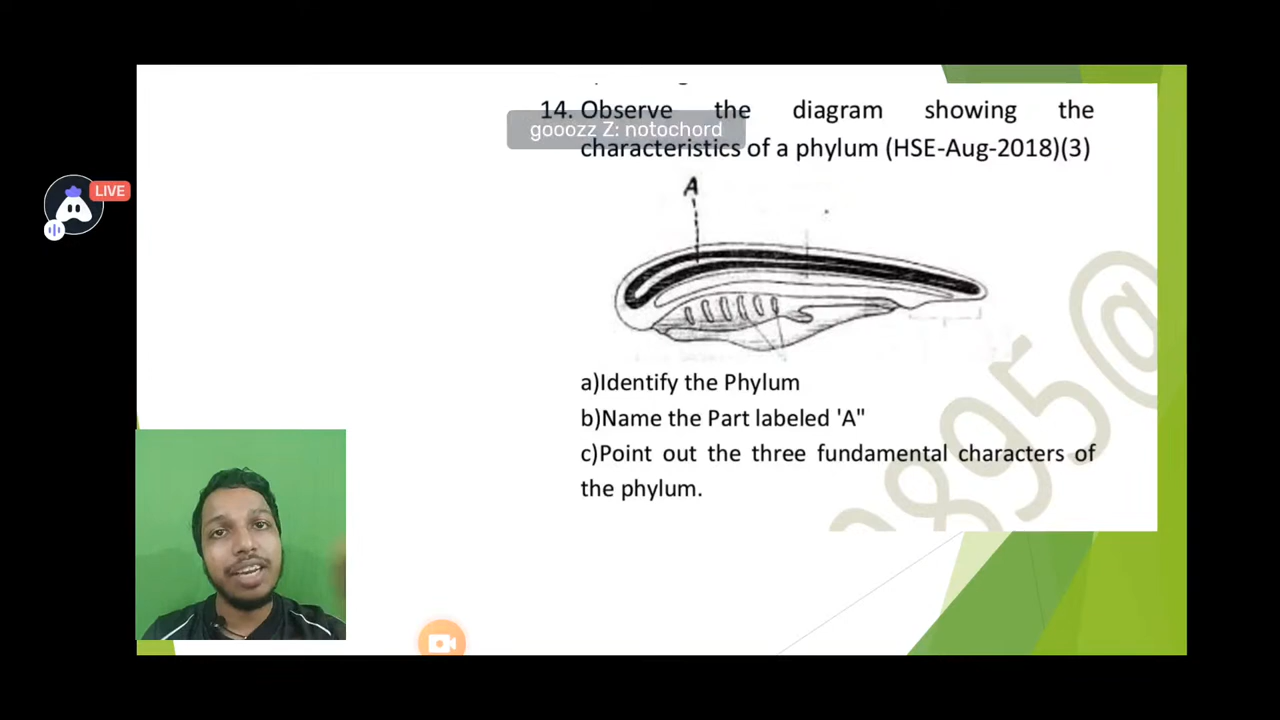 14. Observe the diagram showing the
gooozz Z: notochord
characteristics of a phylum (HSE-Aug-2018)(3)
LIVE
A
a)Identify the Phylum
b)Name the Part labeled 'A"
c)Point out the three fundamental characters of
the phylum.
8895@